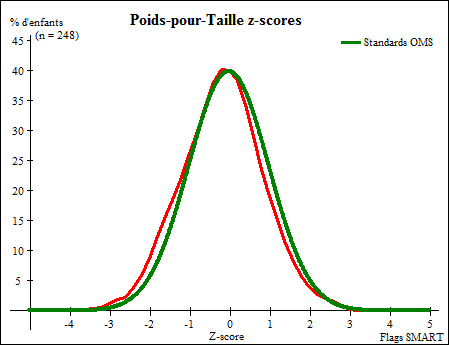 Poids-pour-Taille z-scores
% d'enfants
(n = 248)
Standards OMS
45
40
35
30
25
20
15
10
5
-4 -3 -2 -1 0 1 2 3 4 5
Z-score
Flags SMART